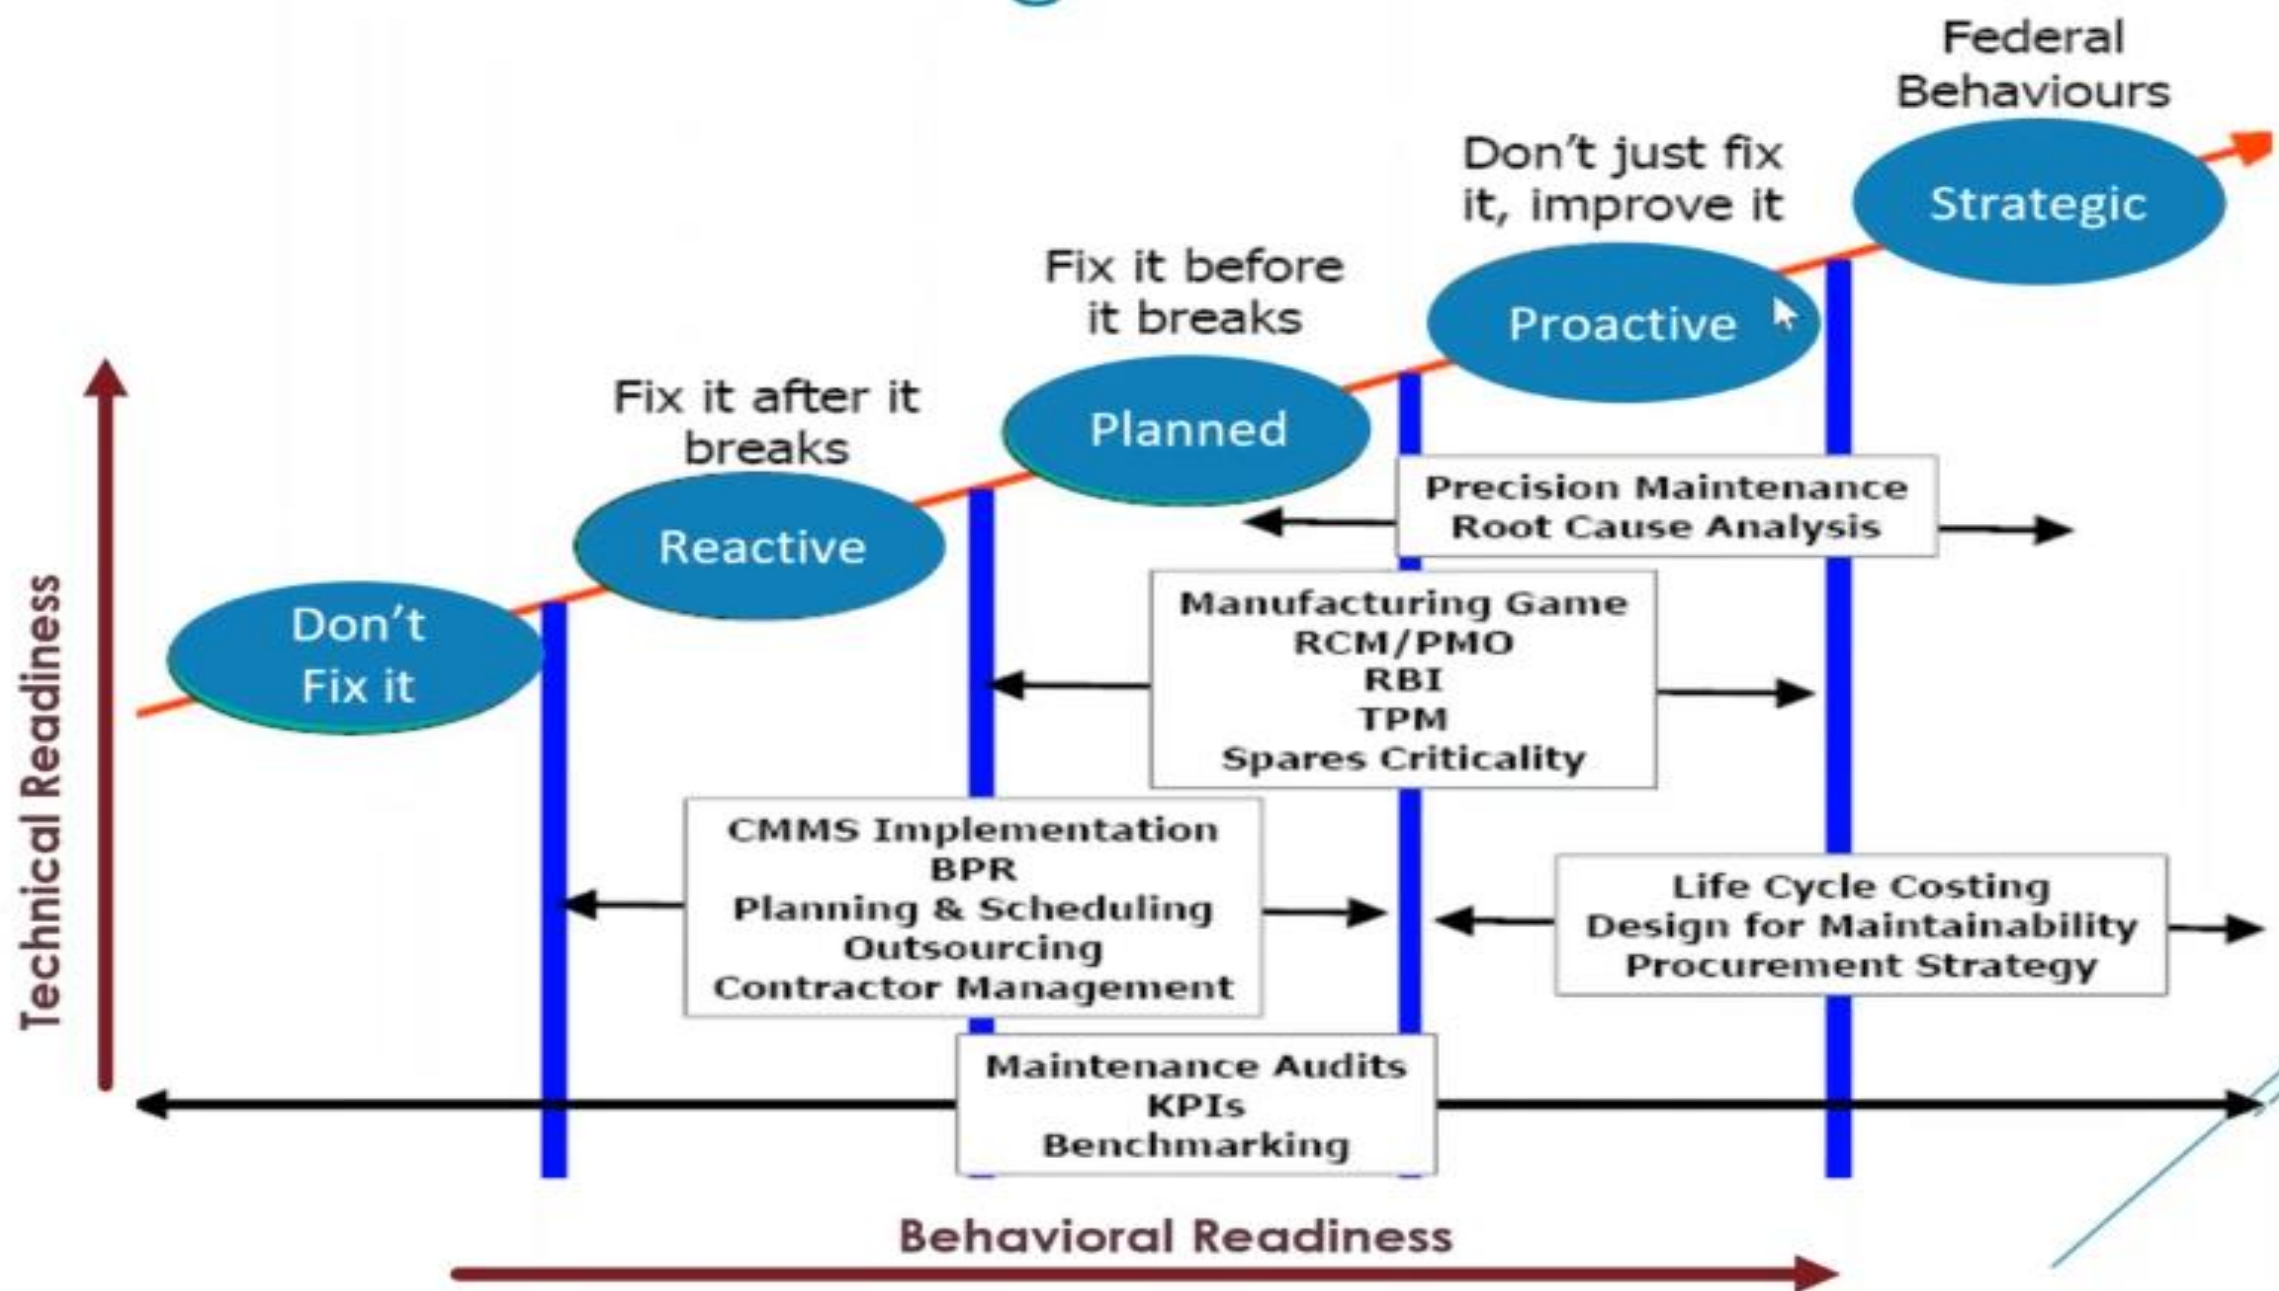 Federal
Behaviours
Strategic
Don't just fix
it, improve it
Proactive
Fix it before
it breaks
Planned
Fix it after it
breaks
Reactive
Don't
Fix it
Precision Maintenance
Root Cause Analysis
Manufacturing Game
RCM/PMO
RBI
TPM
Spares Criticality
CMMS Implementation
BPR
Planning & Scheduling
Outsourcing
Contractor Management
Life Cycle Costing
Design for Maintainability
Procurement Strategy
Maintenance Audits
KPIs
Benchmarking
Technical Readiness
Behavioral Readiness